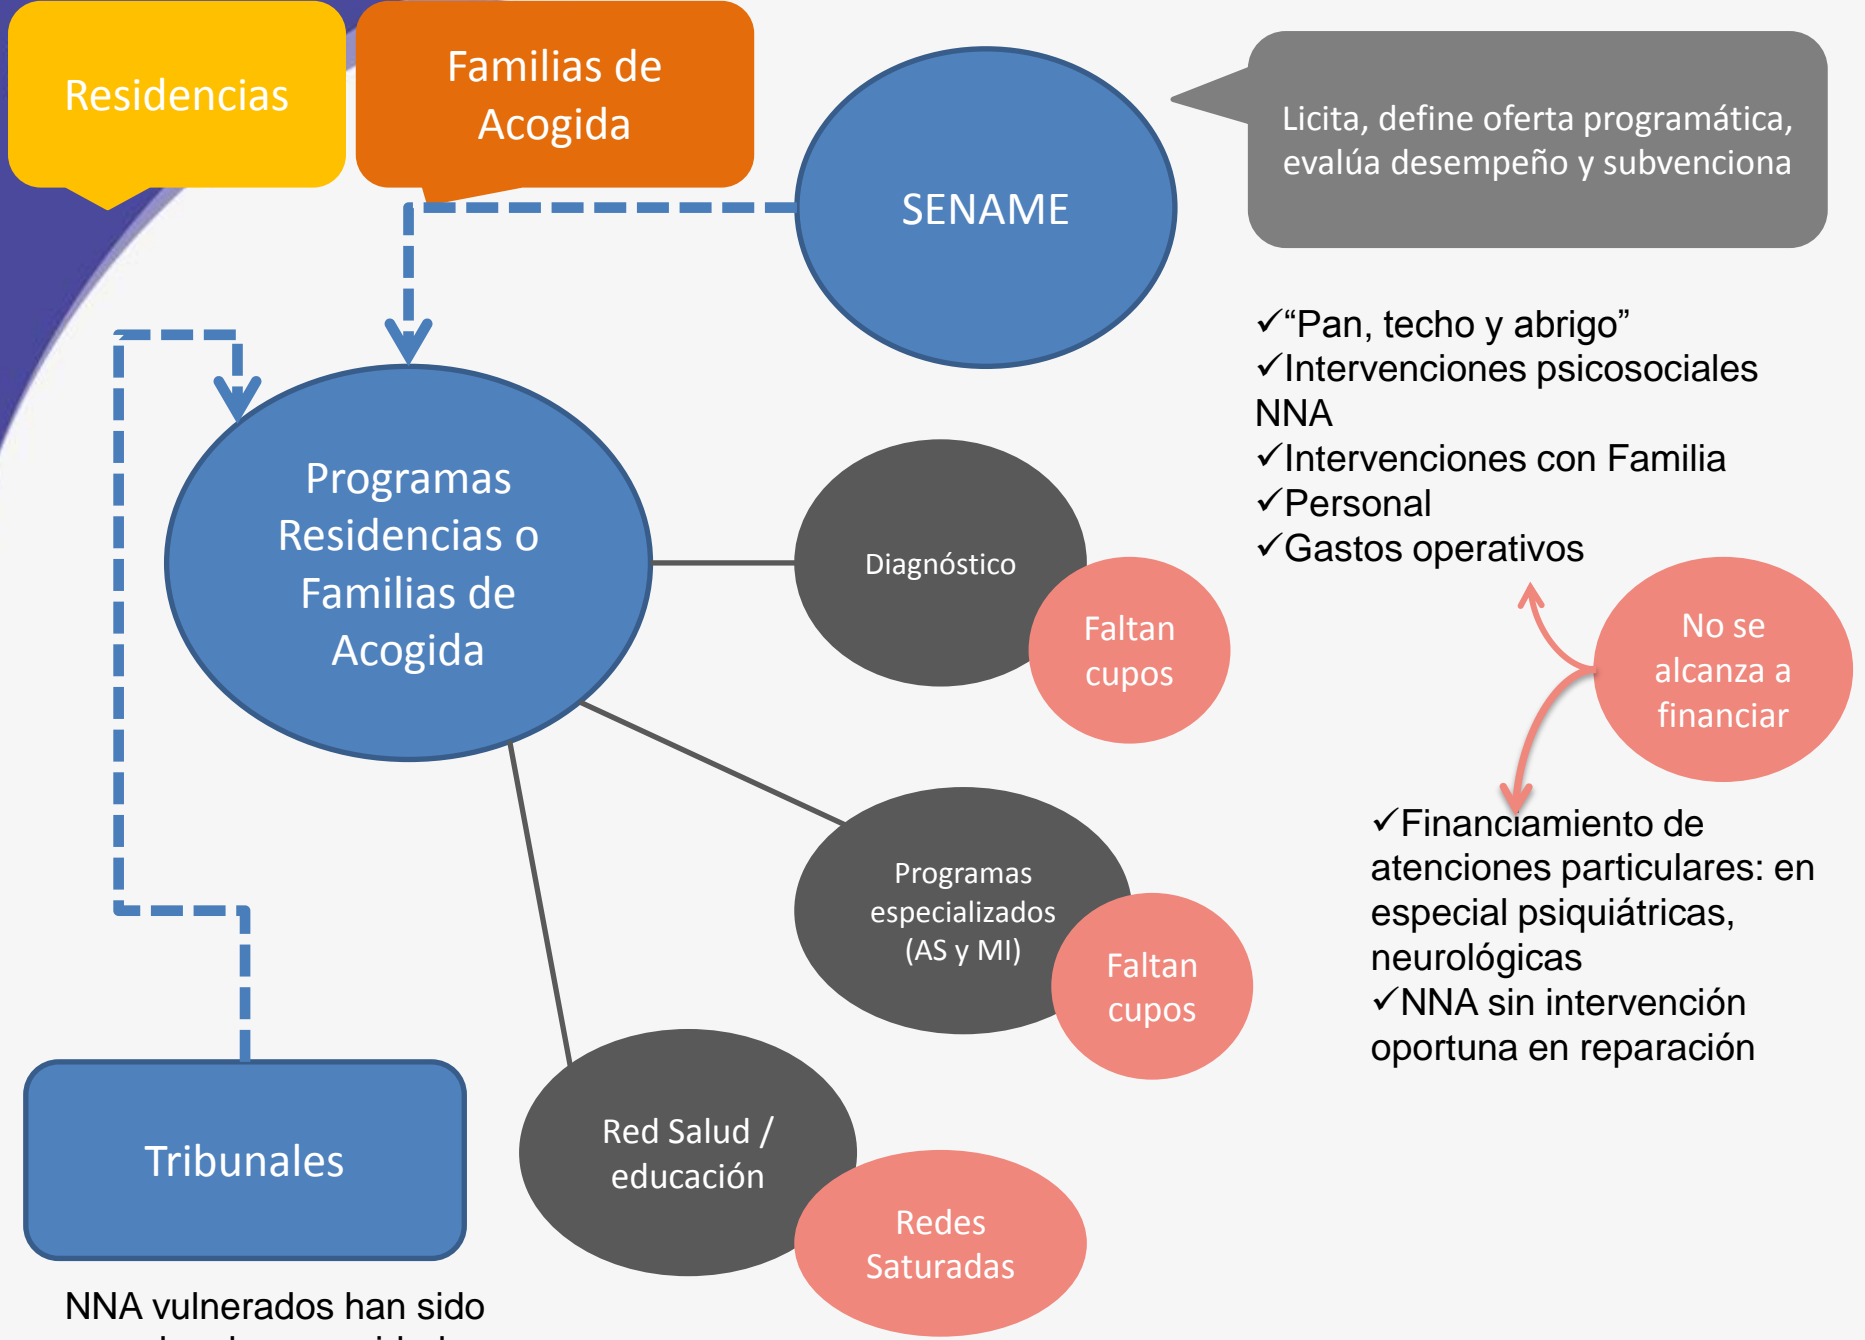 Residencias
Familias de
Acogida
SENAME
Licita, define oferta programática,
evalúa desempeño y subvenciona
✓“Pan, techo y abrigo”
✓Intervenciones psicosociales
NNA
✓Intervenciones con Familia
✓Personal
✓Gastos operativos
Programas
Residencias o
Familias de
Acogida
Diagnóstico
Faltan
cupos
No se
alcanza a
financiar
Programas
especializados
(AS y MI)
Faltan
cupos
✓Financiamiento de
atenciones particulares: en
especial psiquiátricas,
neurológicas
✓NNA sin intervención
oportuna en reparación
Red Salud /
educación
Redes
Saturadas
Tribunales
NNA vulnerados han sido